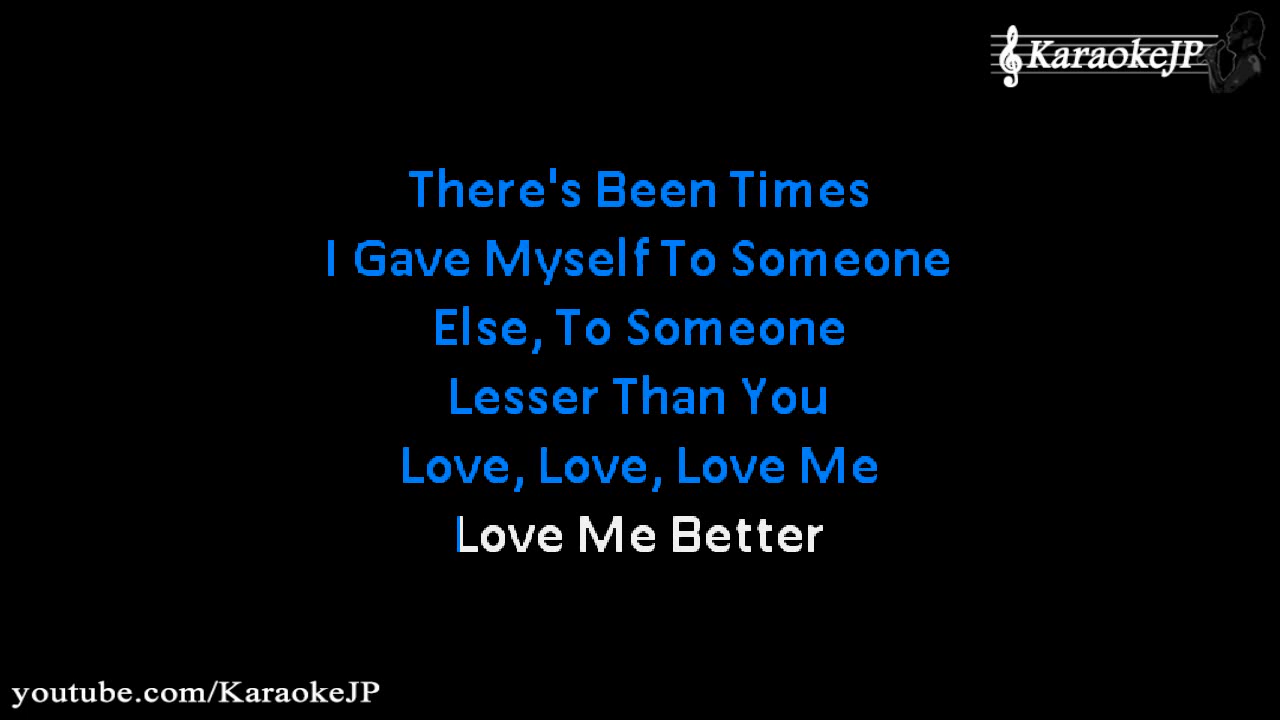 KaraokeJP
There's Been Times
I Gave Myself To Someone
Else, To Someone
Lesser Than You
Love, Love, Love Me
Love Me Better
youtube.com/KaraokeJP